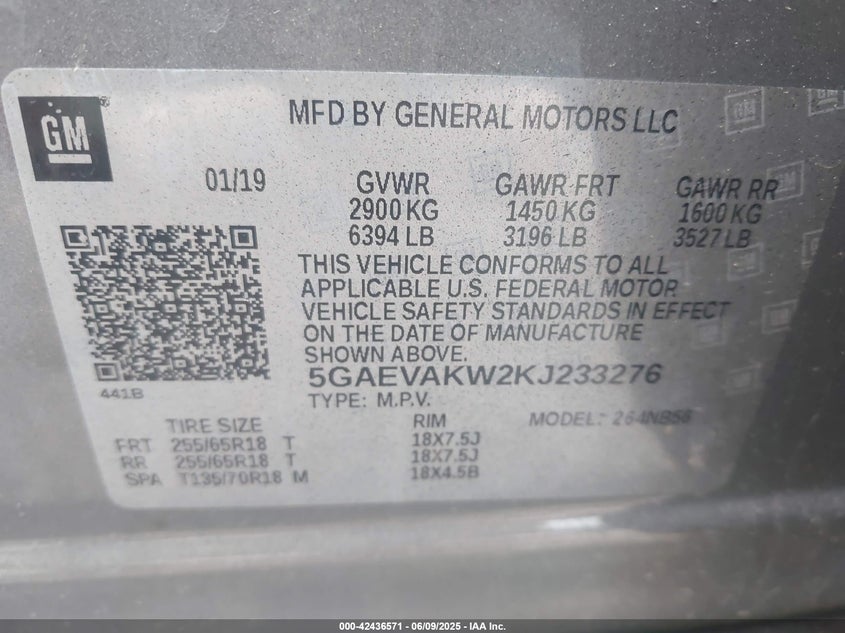 GM
MFD BY GENERAL MOTORS LLC
01/19 GVWR GAWR FRT GAWR RR
2900 KG 1450 KG 1600 KG
6394 LB 3196 LB 3527 LB
THIS VEHICLE CONFORMS TO ALL
APPLICABLE U.S. FEDERAL MOTOR
VEHICLE SAFETY STANDARDS IN EFFECT
ON THE DATE OF MANUFACTURE
SHOWN ABOVE.
5GAEVAKW2KJ233276
441B
TYPE: M.P.V.
TIRE SIZE RIM MODEL: 264NB56
FRT 255/65R18 T 18X7.5J
RR 255/65R18 T 18X7.5J
SPA T135/70R18 M 18X4.5B
000-42436571 | 06/09/2025 - IAA Inc.